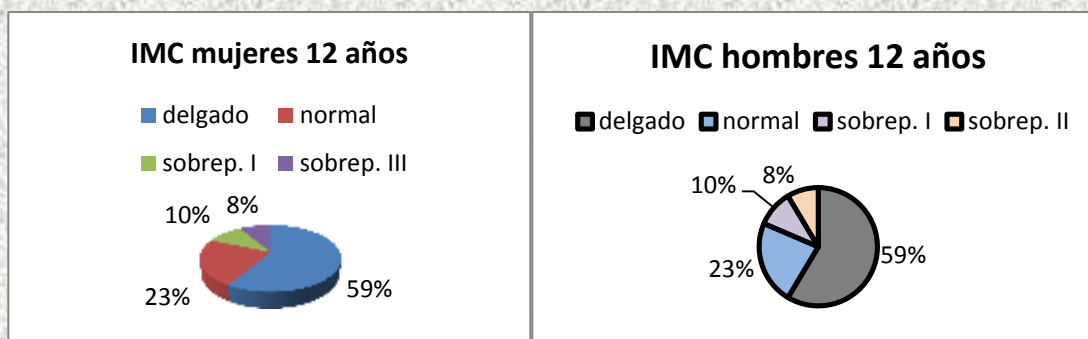 IMC mujeres 12 años
delgado normal
sobrep. I sobrep. III
10% 8%
23% 59%
IMC hombres 12 años
delgado normal sobrep. I sobrep. II
10% 8%
23% 59%